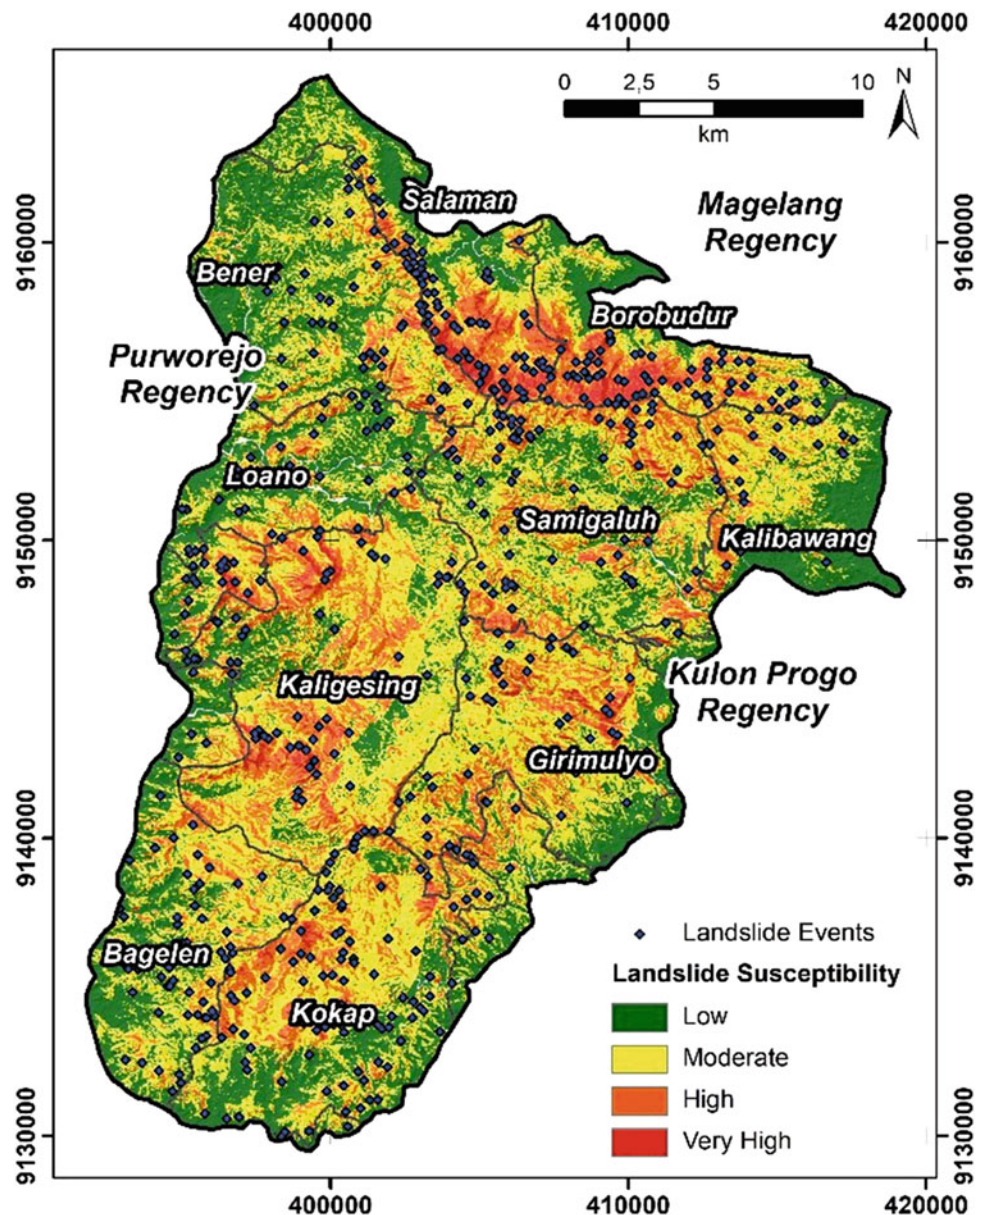 400000
410000
420000
0
2,5
5
10
km
N
Salaman
Magelang
Regency
9160000
9160000
Bener
Borobudur
Purworejo
Regency
Loano
Samigaluh
Kalibawang
9150000
9150000
Kaligesing
Kulon Progo
Regency
Girimulyo
9140000
9140000
Bagelen
Kokap
Landslide Events
Landslide Susceptibility
Low
Moderate
High
Very High
9130000
9130000
400000
410000
420000